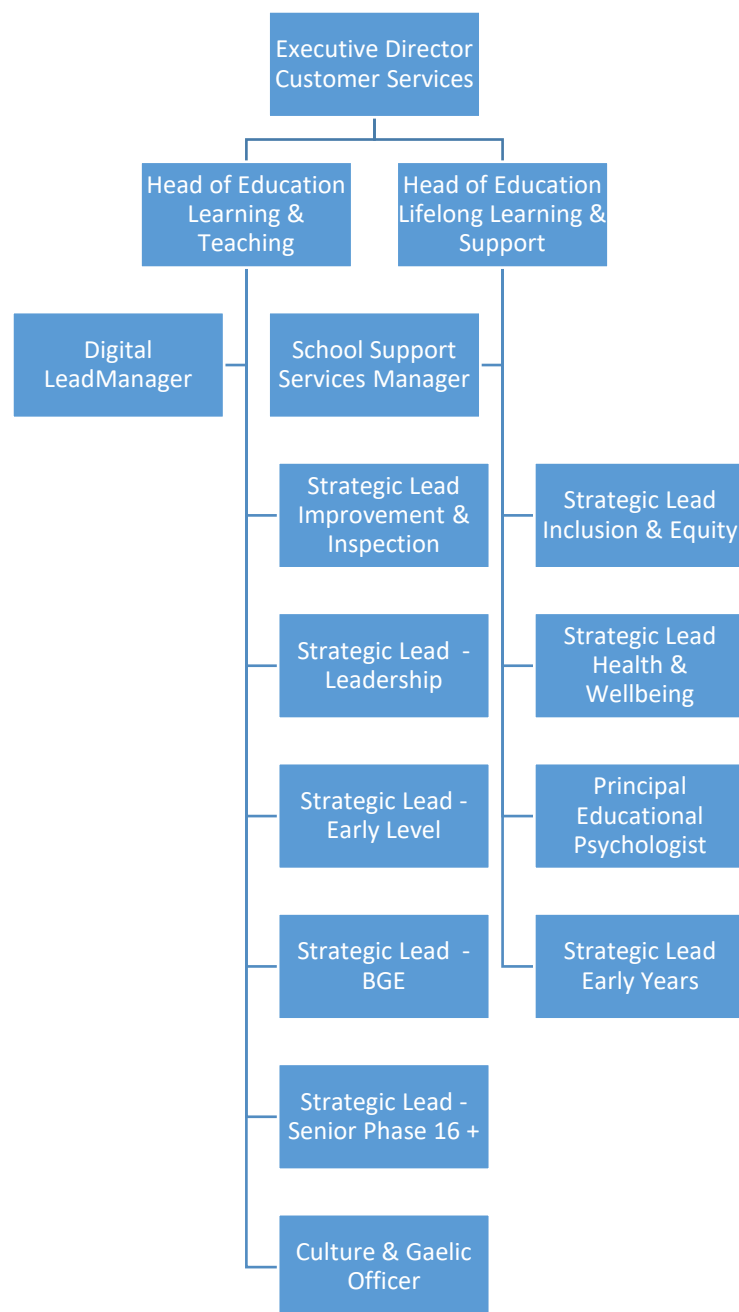 Executive Director
Customer Services
Head of Education
Learning &
Teaching
Head of Education
Lifelong Learning &
Support
Digital
LeadManager
School Support
Services Manager
Strategic Lead
Improvement &
Inspection
Strategic Lead
Inclusion & Equity
Strategic Lead  -
Leadership
Strategic Lead
Health &
Wellbeing
Strategic Lead -
Early Level
Principal
Educational
Psychologist
Strategic Lead  -
BGE
Strategic Lead
Early Years
Strategic Lead -
Senior Phase 16 +
Culture & Gaelic
Officer